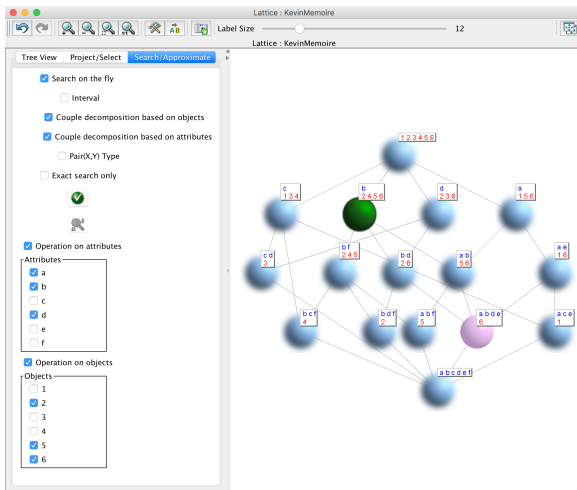 Lattice : KevinMemoire
Label Size
12
Lattice : KevinMemoire
Tree View
Project/Select
Search/Approximate
Search on the fly
Interval
Couple decomposition based on objects
Couple decomposition based on attributes
Pair(X,Y) Type
Exact search only
Operation on attributes
Attributes
a
b
c
d
e
f
Operation on objects
Objects
1
2
3
4
5
6
1 2 3 4 5 6
c
1 3 4
b
2 4 5 6
d
2 3 6
a
1 5 6
c d
3
b f
2 4 5
b d
2 6
a b
5 6
a e
1 6
b c f
4
b d f
2
a b f
5
a b d e
6
a c e
1
a b c d e f